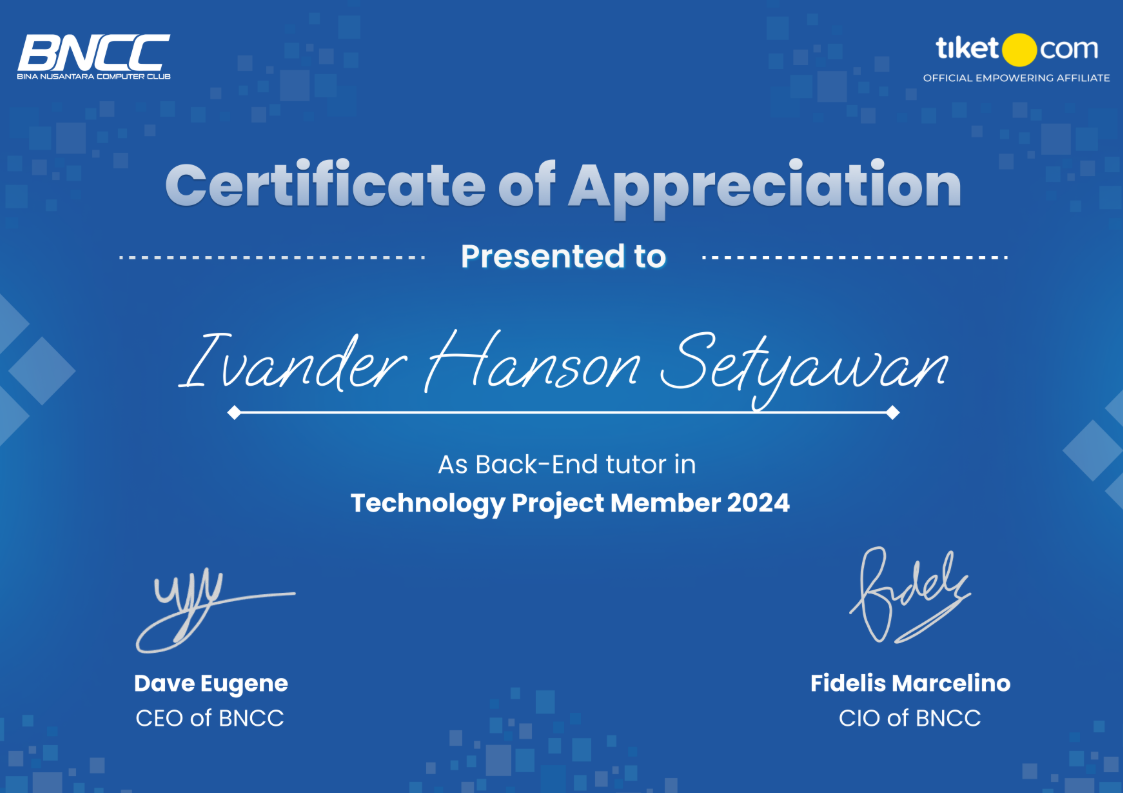 BNCC
BINA NUSANTARA COMPUTER CLUB
tiket com
OFFICIAL EMPOWERING AFFILIATE
Certificate of Appreciation
Presented to
Ivander Hanson Setyawan
As Back-End tutor in
Technology Project Member 2024
Fidelis
Dave Eugene
Fidelis Marcelino
CEO of BNCC
CIO of BNCC